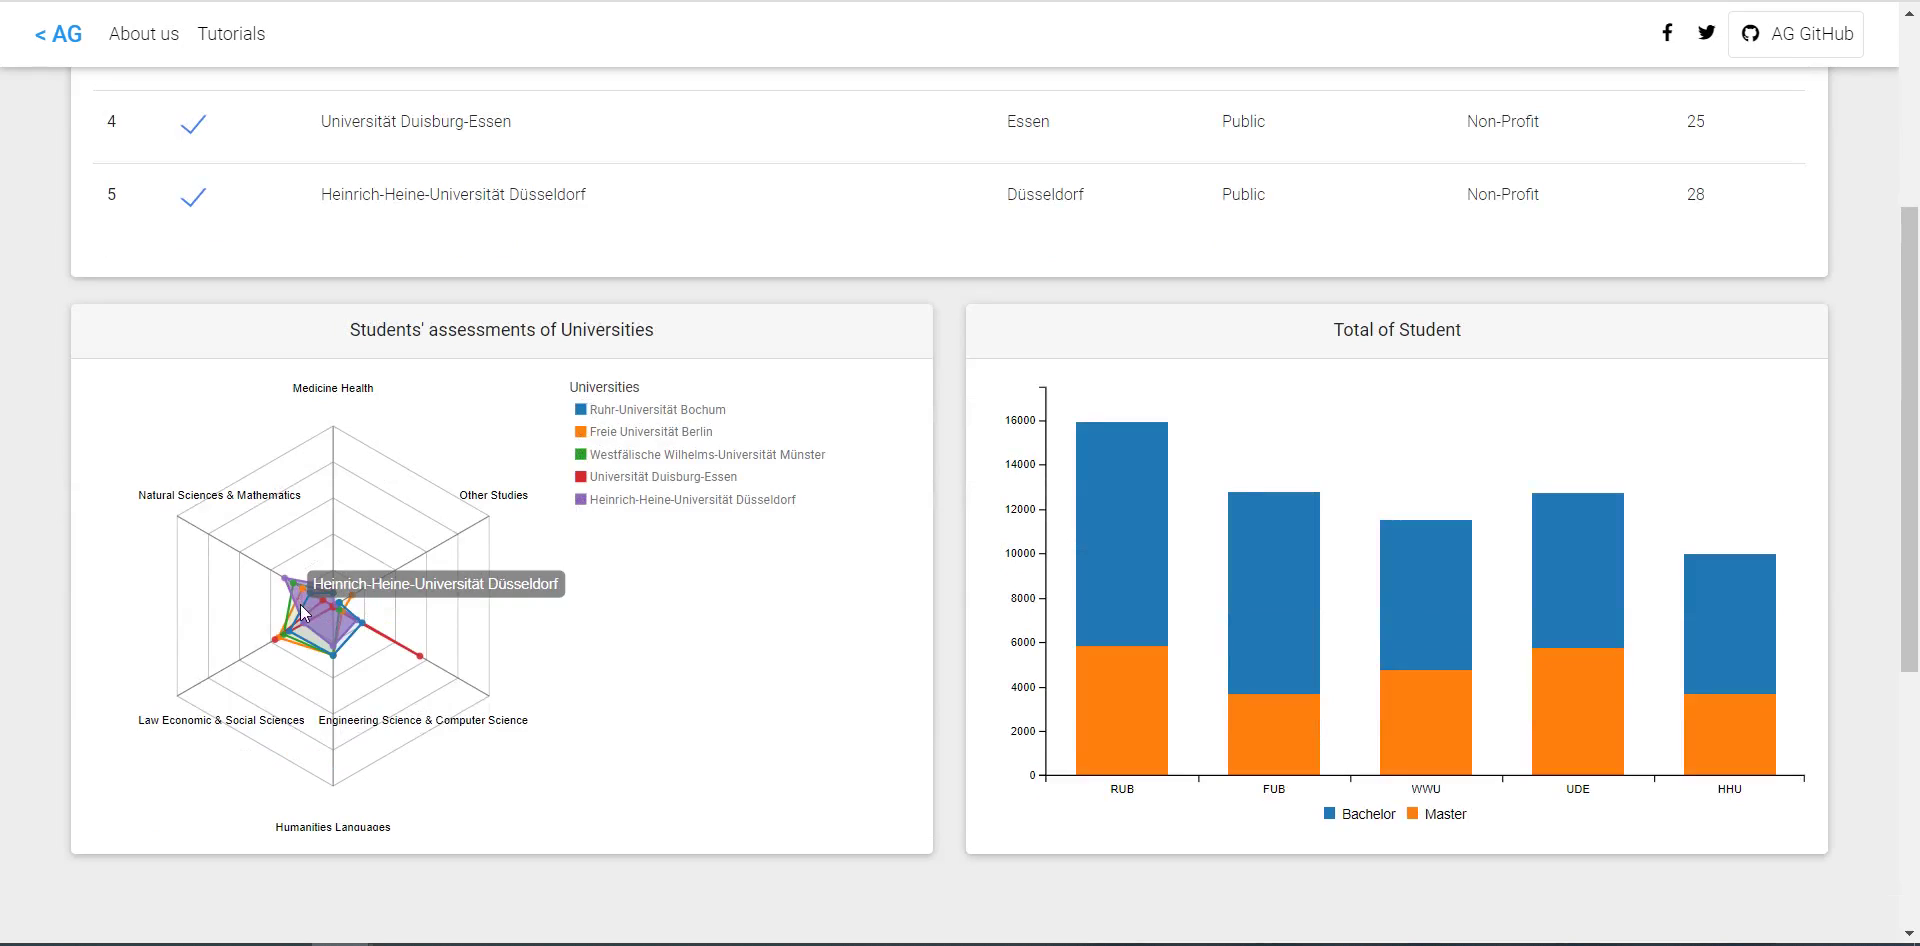 < AG About us Tutorials AG GitHub
4 Universität Duisburg-Essen Essen Public Non-Profit 25
5 Heinrich-Heine-Universität Düsseldorf Düsseldorf Public Non-Profit 28
Students' assessments of Universities
Medicine Health
Natural Sciences & Mathematics
Other Studies
Heinrich-Heine-Universität Düsseldorf
Law Economic & Social Sciences
Engineering Science & Computer Science
Humanities Languages
Universities
Ruhr-Universität Bochum
Freie Universität Berlin
Westfälische Wilhelms-Universität Münster
Universität Duisburg-Essen
Heinrich-Heine-Universität Düsseldorf
Total of Student
16000
14000
12000
10000
8000
6000
4000
2000
0
RUB FUB WWU UDE HHU
Bachelor Master